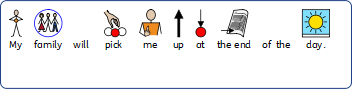 My family will pick me up at the end of the day.